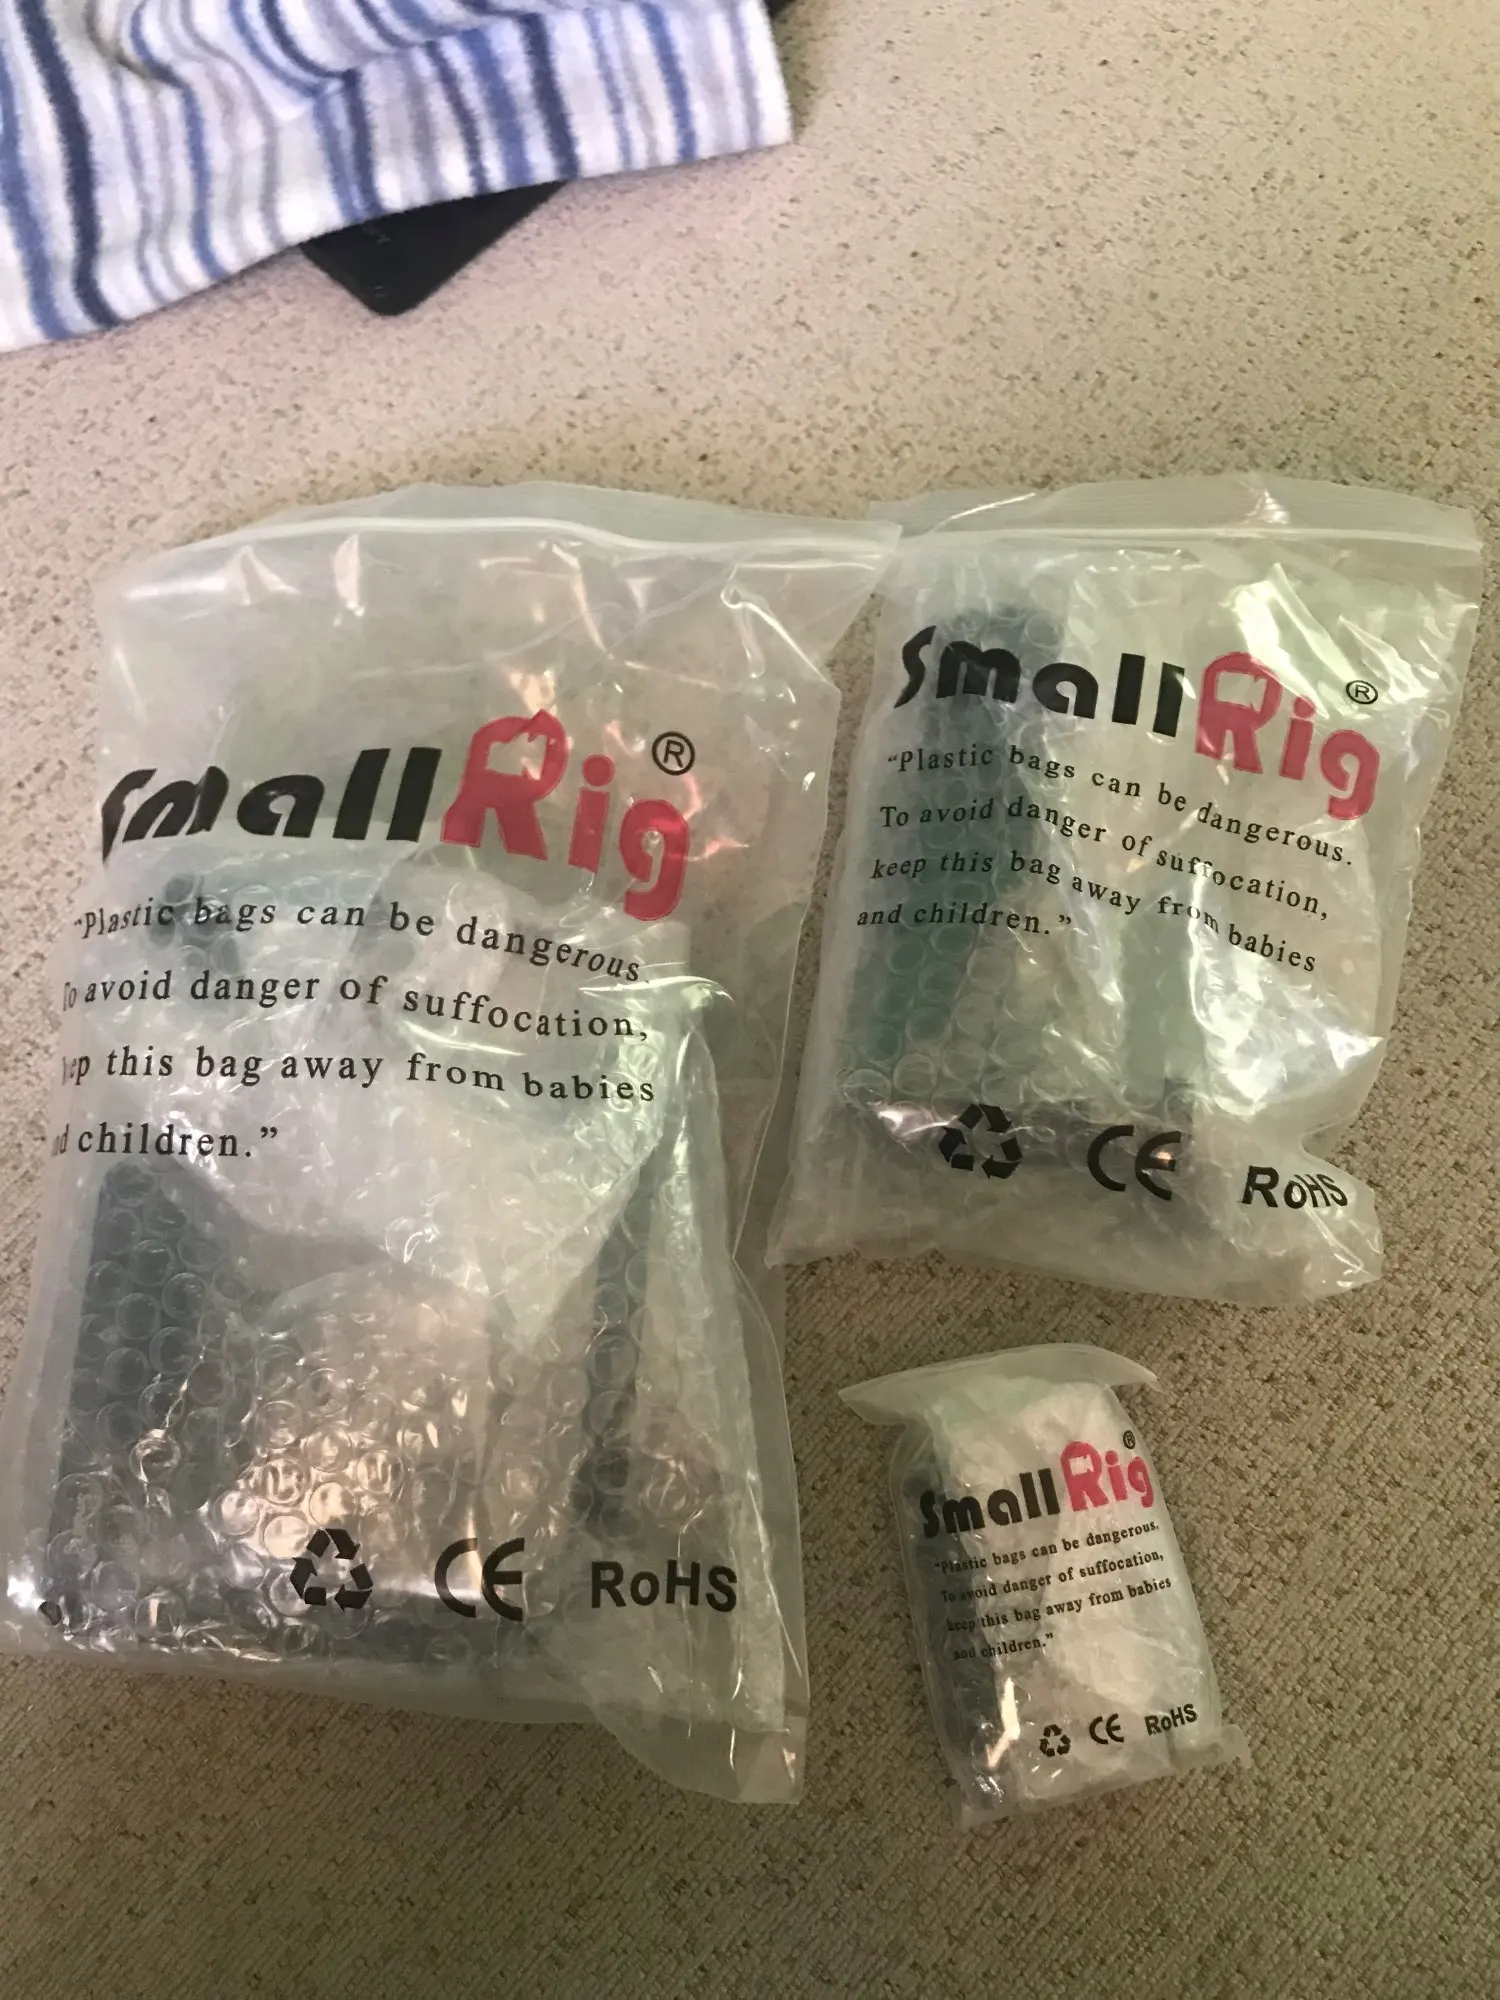 SmallRig®
“Plastic bags can be dangerous.
To avoid danger of suffocation,
this bag away from babies
children.”
CE RoHS
SmallRig®
“Plastic bags can be dangerous.
To avoid danger of suffocation,
keep this bag away from babies
and children.”
CE RoHS
SmallRig®
“Plastic bags can be dangerous.
To avoid danger of suffocation,
keep this bag away from babies
and children.”
CE RoHS